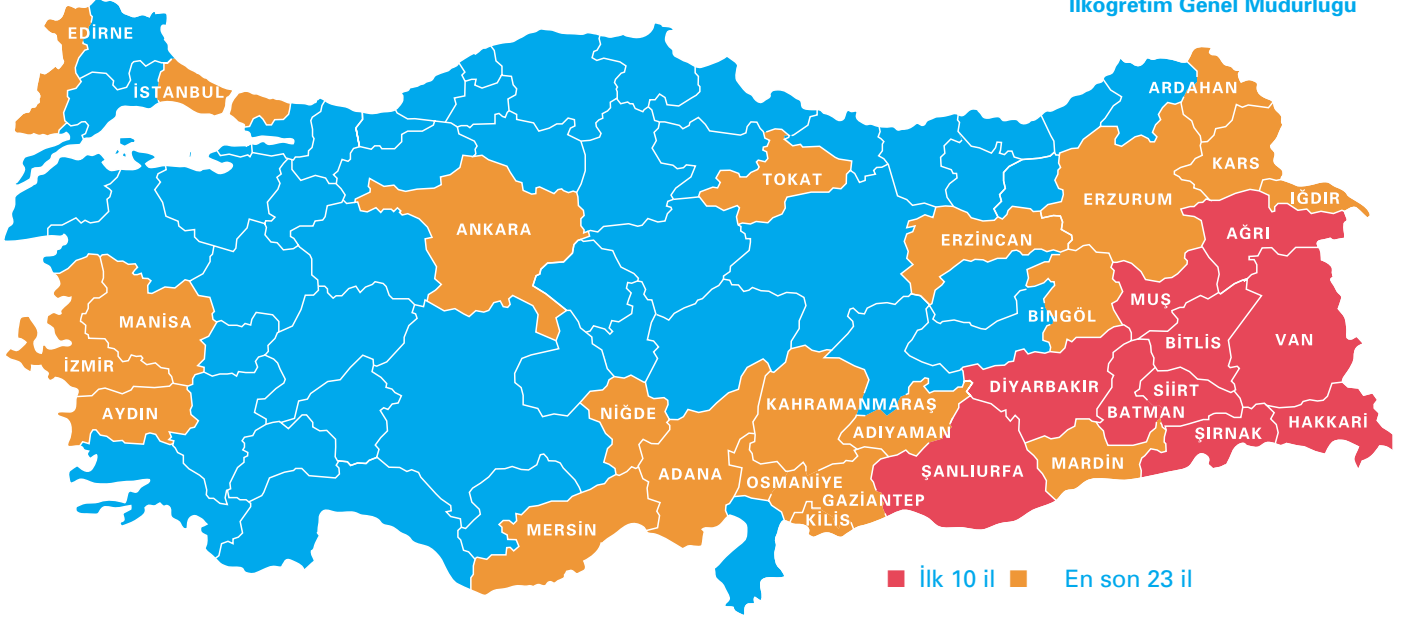 İlköğretim Genel Müdürlüğü
EDİRNE
İSTANBUL
ARDAHAN
KARS
TOKAT
ERZURUM
IĞDIR
ANKARA
ERZİNCAN
AĞRI
MUŞ
BİNGÖL
MANİSA
BİTLİS
VAN
İZMİR
DİYARBAKIR
SİİRT
AYDIN
NİĞDE
KAHRAMANMARAŞ
BATMAN
HAKKARİ
ADIYAMAN
ŞIRNAK
MARDİN
ŞANLIURFA
ADANA
OSMANİYE
GAZİANTEP
KİLİS
MERSİN
İlk 10 il
En son 23 il